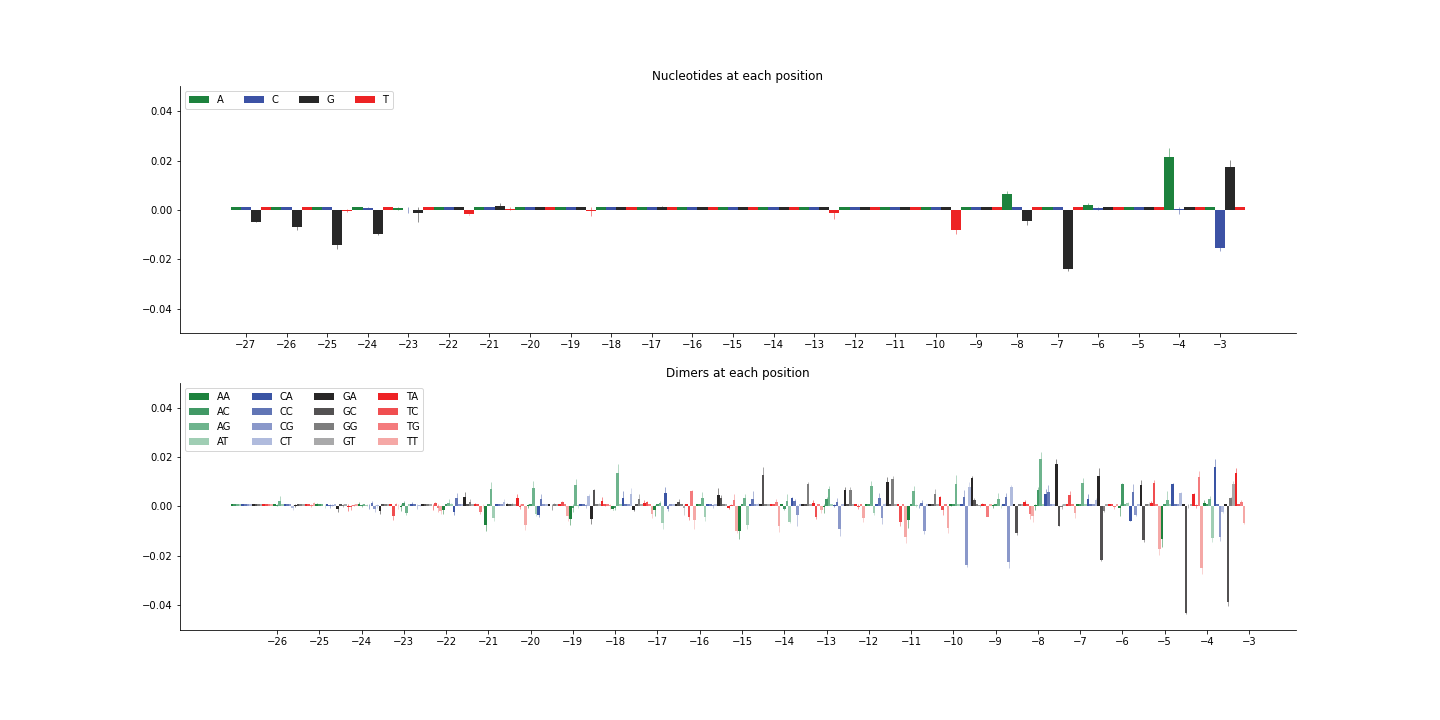 Nucleotides at each position
A C G T
0.04
0.02
0.00
−0.02
−0.04
−27 −26 −25 −24 −23 −22 −21 −20 −19 −18 −17 −16 −15 −14 −13 −12 −11 −10 −9 −8 −7 −6 −5 −4 −3
Dimers at each position
AA CA GA TA
AC CC GC TC
AG CG GG TG
AT CT GT TT
0.04
0.02
0.00
−0.02
−0.04
−26 −25 −24 −23 −22 −21 −20 −19 −18 −17 −16 −15 −14 −13 −12 −11 −10 −9 −8 −7 −6 −5 −4 −3